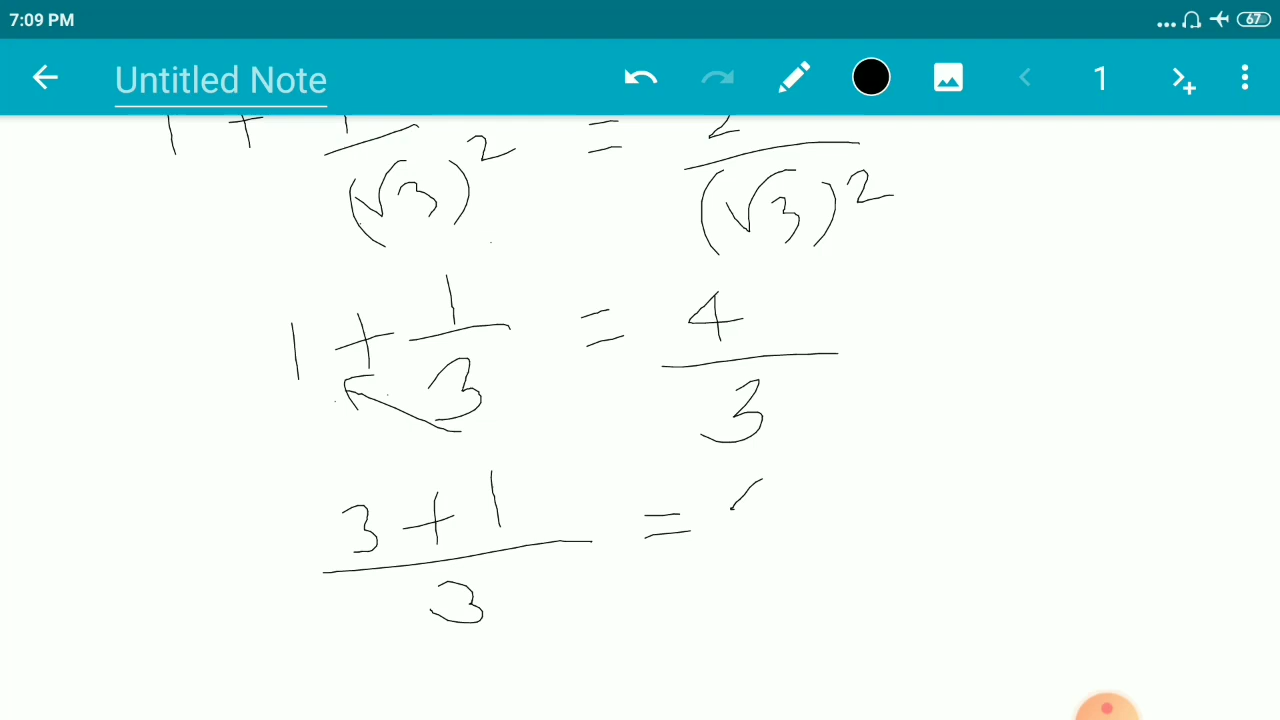 7:09 PM 67
Untitled Note 1
1 + 1/(√3)² = 2/(√3)²
1 + 1/3 = 4/3
3 + 1/3 =